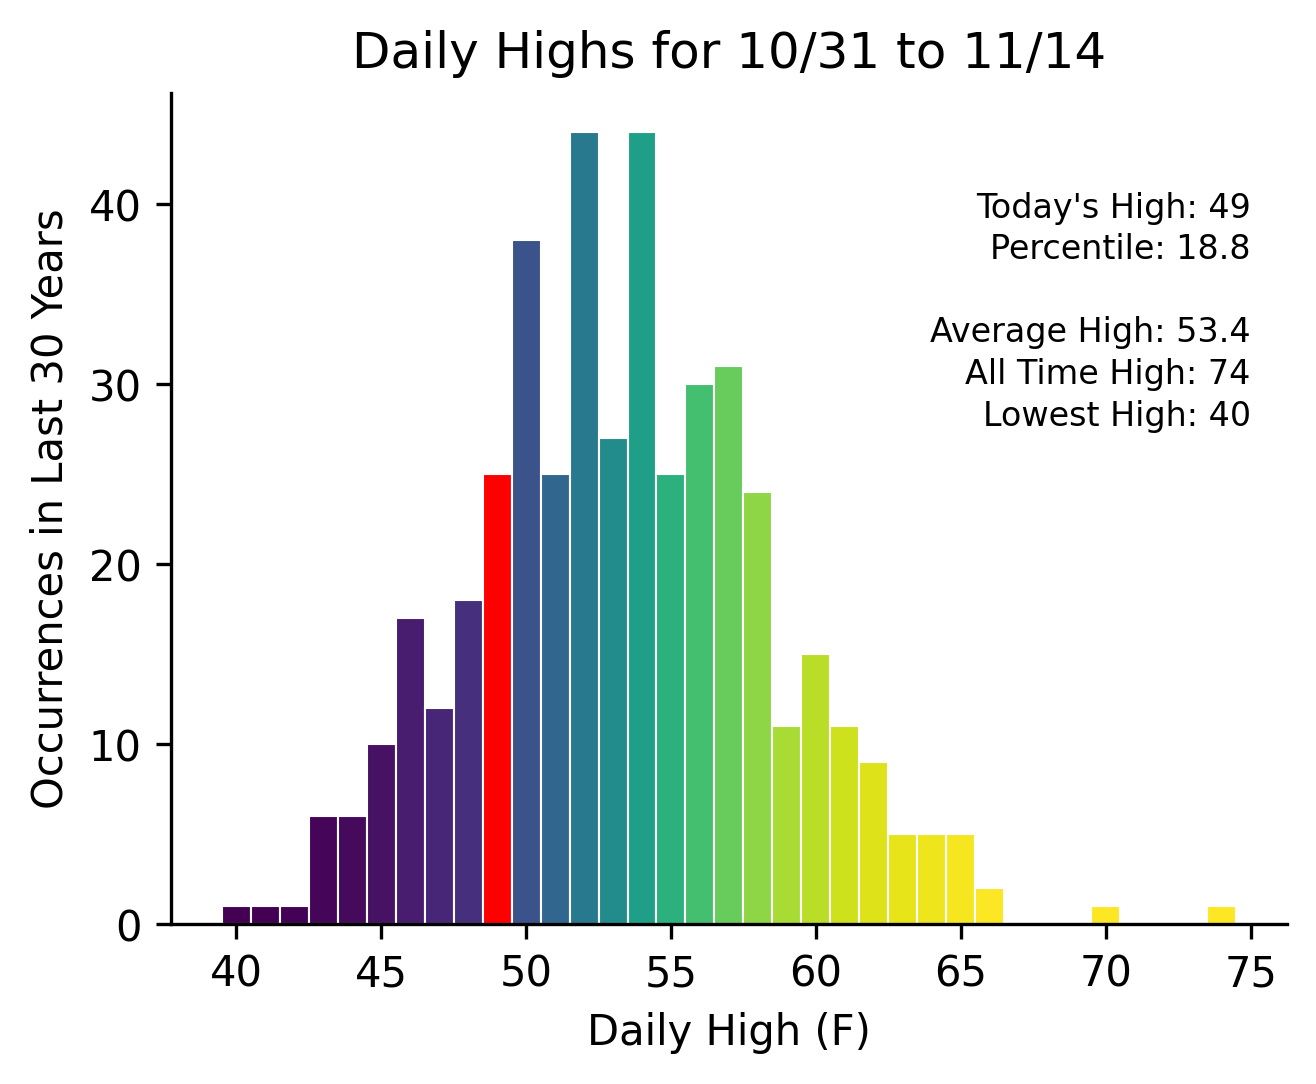 Daily Highs for 10/31 to 11/14
Today's High: 49
Percentile: 18.8
Average High: 53.4
All Time High: 74
Lowest High: 40
Occurrences in Last 30 Years
40
30
20
10
0
40 45 50 55 60 65 70 75
Daily High (F)